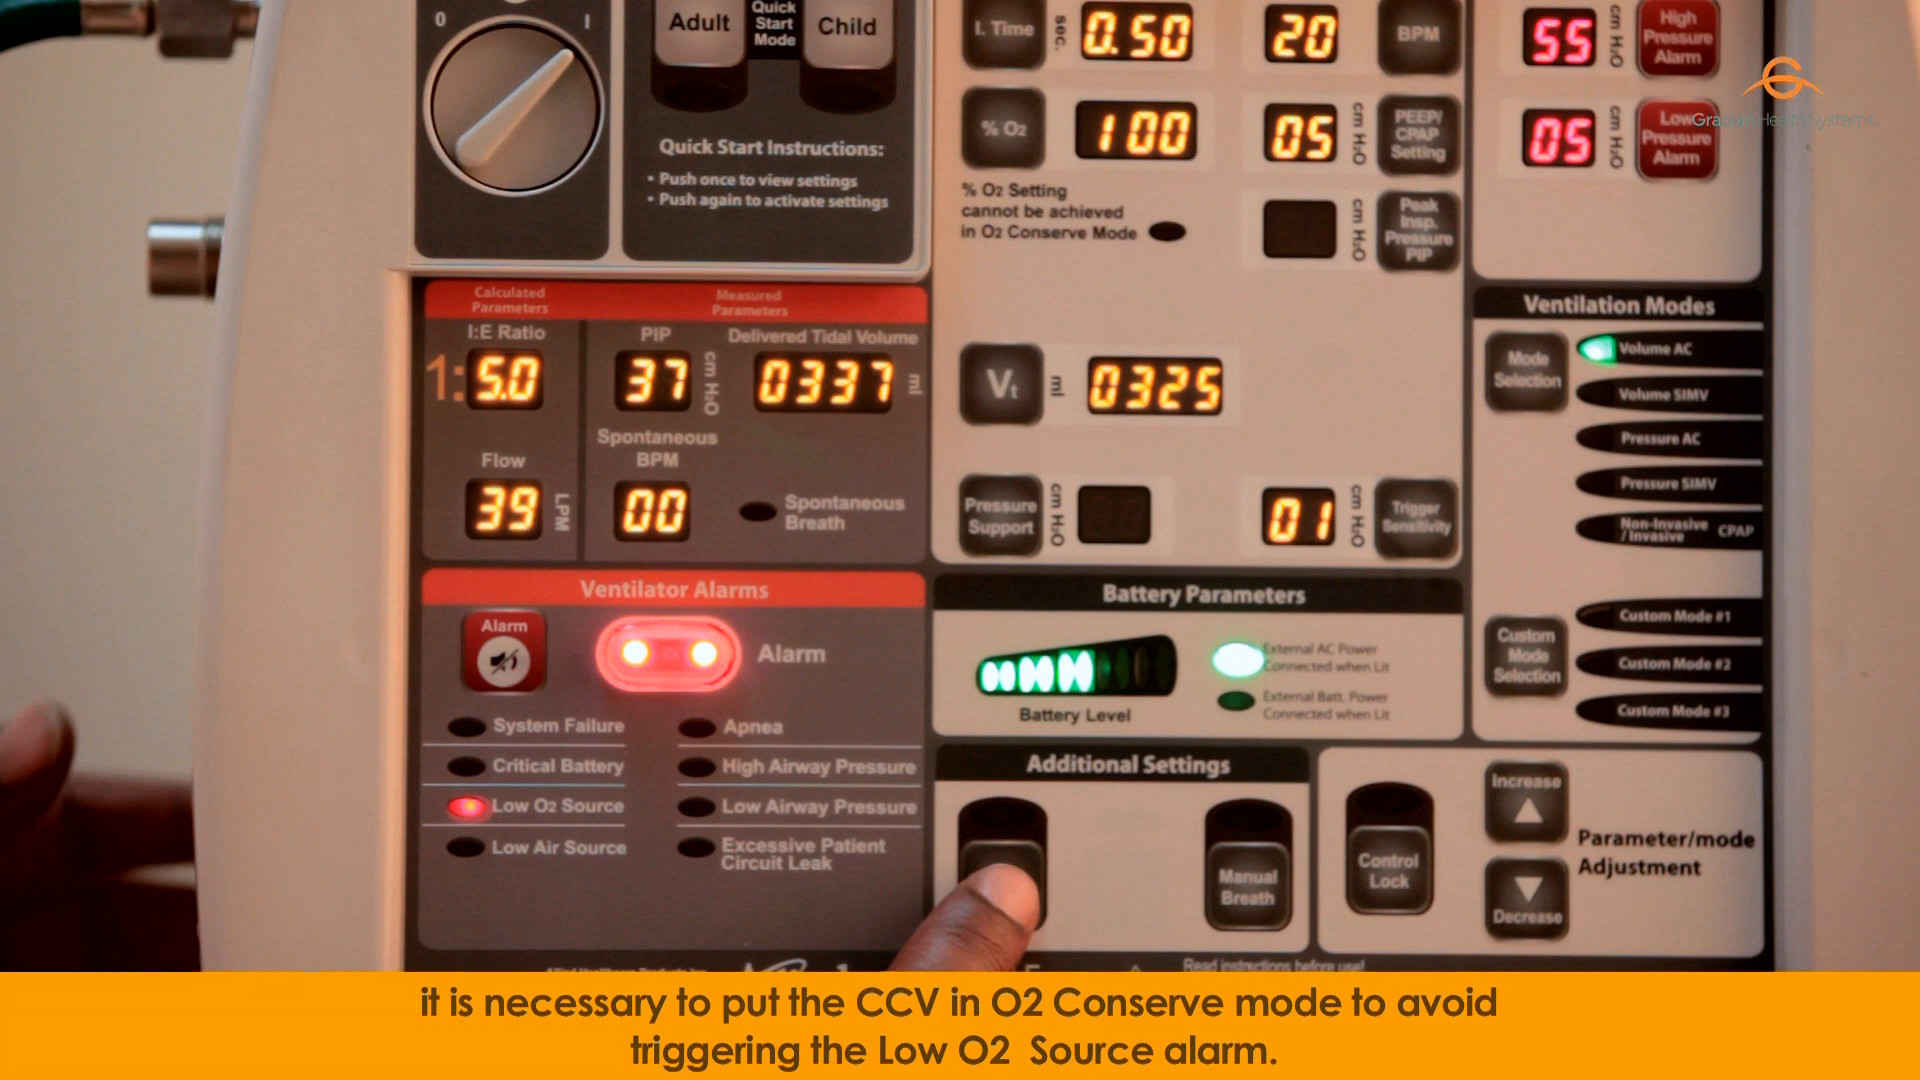 0
I
Adult
Quick
Start
Mode
Child
Quick Start Instructions:
• Push once to view settings
• Push again to activate settings
I. Time
sec.
0.50
20
BPM
% O2
100
05
cm H2O
PEEP/
CPAP
Setting
% O2 Setting
cannot be achieved
in O2 Conserve Mode
cm H2O
Peak
Insp.
Pressure
PIP
Vt
ml
0325
Pressure
Support
cm H2O
01
cm H2O
Trigger
Sensitivity
55
cm H2O
High
Pressure
Alarm
05
cm H2O
Low
Pressure
Alarm
Gradian Health Systems
Calculated
Parameters
Measured
Parameters
I:E Ratio
1:5.0
PIP
37
cm H2O
Delivered Tidal Volume
0337
ml
Flow
39
LPM
Spontaneous
BPM
00
Spontaneous
Breath
Ventilation Modes
Mode
Selection
Volume AC
Volume SIMV
Pressure AC
Pressure SIMV
Non-Invasive
/Invasive CPAP
Custom
Mode
Selection
Custom Mode #1
Custom Mode #2
Custom Mode #3
Ventilator Alarms
Alarm
Alarm
System Failure
Apnea
Critical Battery
High Airway Pressure
Low O2 Source
Low Airway Pressure
Low Air Source
Excessive Patient
Circuit Leak
Battery Parameters
Battery Level
External AC Power
Connected when Lit
External Batt. Power
Connected when Lit
Additional Settings
Manual
Breath
Control
Lock
Increase
Decrease
Parameter/mode
Adjustment
Read instructions before use!
it is necessary to put the CCV in O2 Conserve mode to avoid
triggering the Low O2 Source alarm.